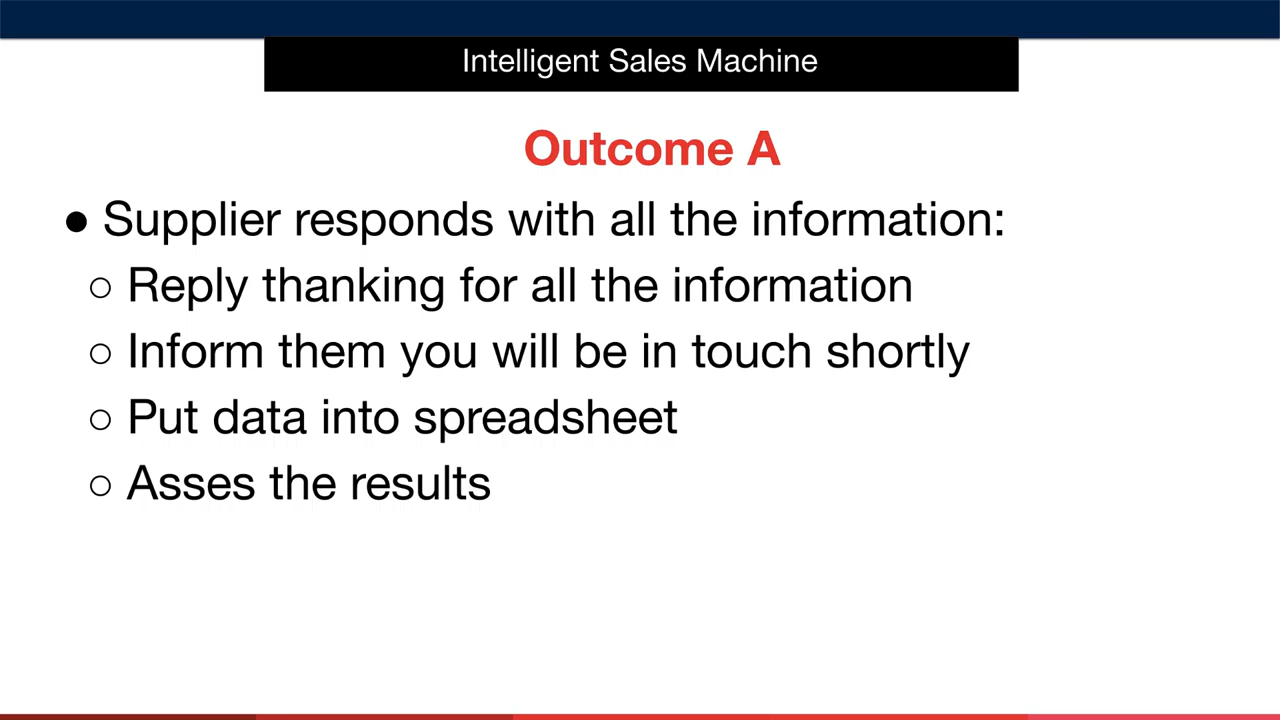 Intelligent Sales Machine
Outcome A
● Supplier responds with all the information:
○ Reply thanking for all the information
○ Inform them you will be in touch shortly
○ Put data into spreadsheet
○ Asses the results